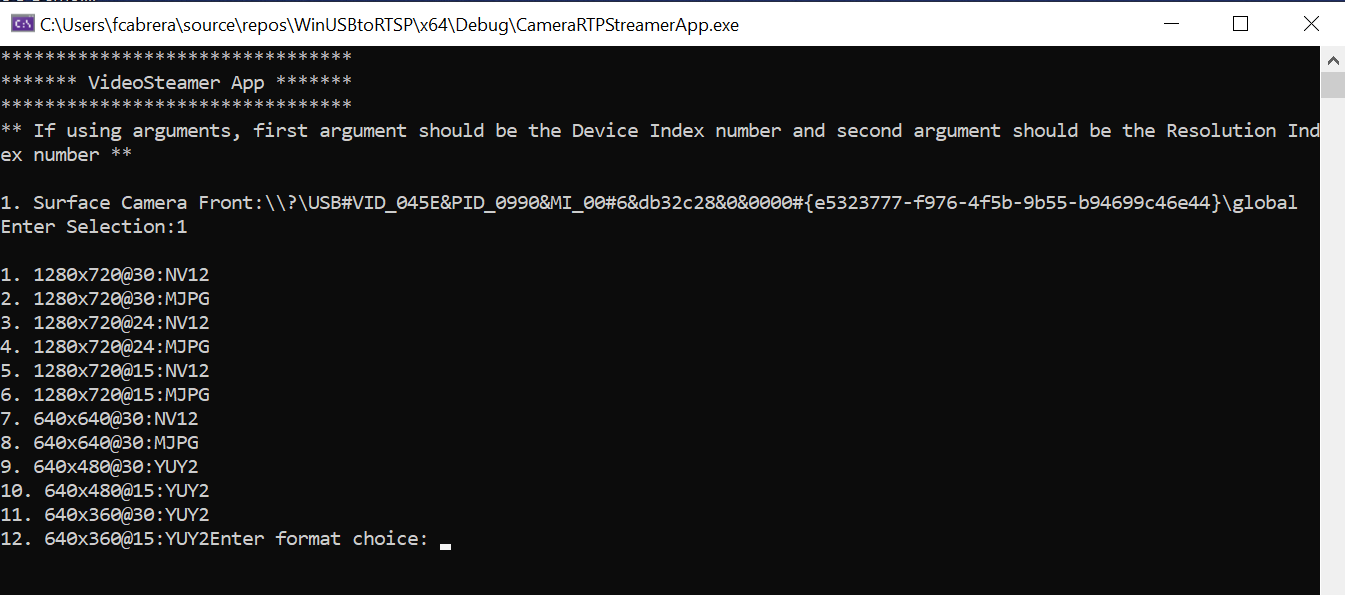 C:\Users\fcabrera\source\repos\WinUSBtoRTSP\x64\Debug\CameraRTPStreamerApp.exe
********************************
******* VideoSteamer App *******
********************************
** If using arguments, first argument should be the Device Index number and second argument should be the Resolution Ind
ex number **
1. Surface Camera Front:\\?\USB#VID_045E&PID_0990&MI_00#6&db32c28&0&0000#{e5323777-f976-4f5b-9b55-b94699c46e44}\global
Enter Selection:1
1. 1280x720@30:NV12
2. 1280x720@30:MJPG
3. 1280x720@24:NV12
4. 1280x720@24:MJPG
5. 1280x720@15:NV12
6. 1280x720@15:MJPG
7. 640x640@30:NV12
8. 640x640@30:MJPG
9. 640x480@30:YUY2
10. 640x480@15:YUY2
11. 640x360@30:YUY2
12. 640x360@15:YUY2Enter format choice: